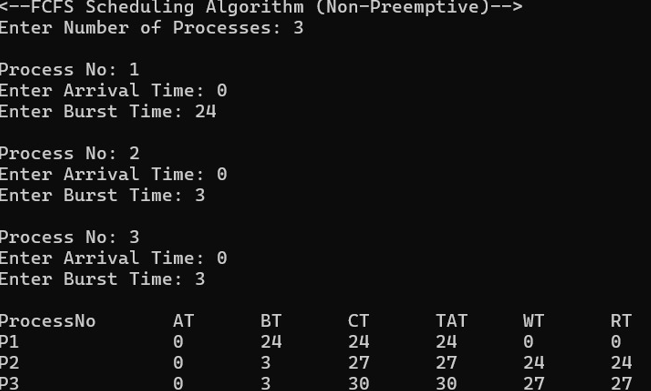 <--FCFS Scheduling Algorithm (Non-Preemptive)-->
Enter Number of Processes: 3
Process No: 1
Enter Arrival Time: 0
Enter Burst Time: 24
Process No: 2
Enter Arrival Time: 0
Enter Burst Time: 3
Process No: 3
Enter Arrival Time: 0
Enter Burst Time: 3
ProcessNo AT BT CT TAT WT RT
P1 0 24 24 24 0 0
P2 0 3 27 27 24 24
P3 0 3 30 30 27 27